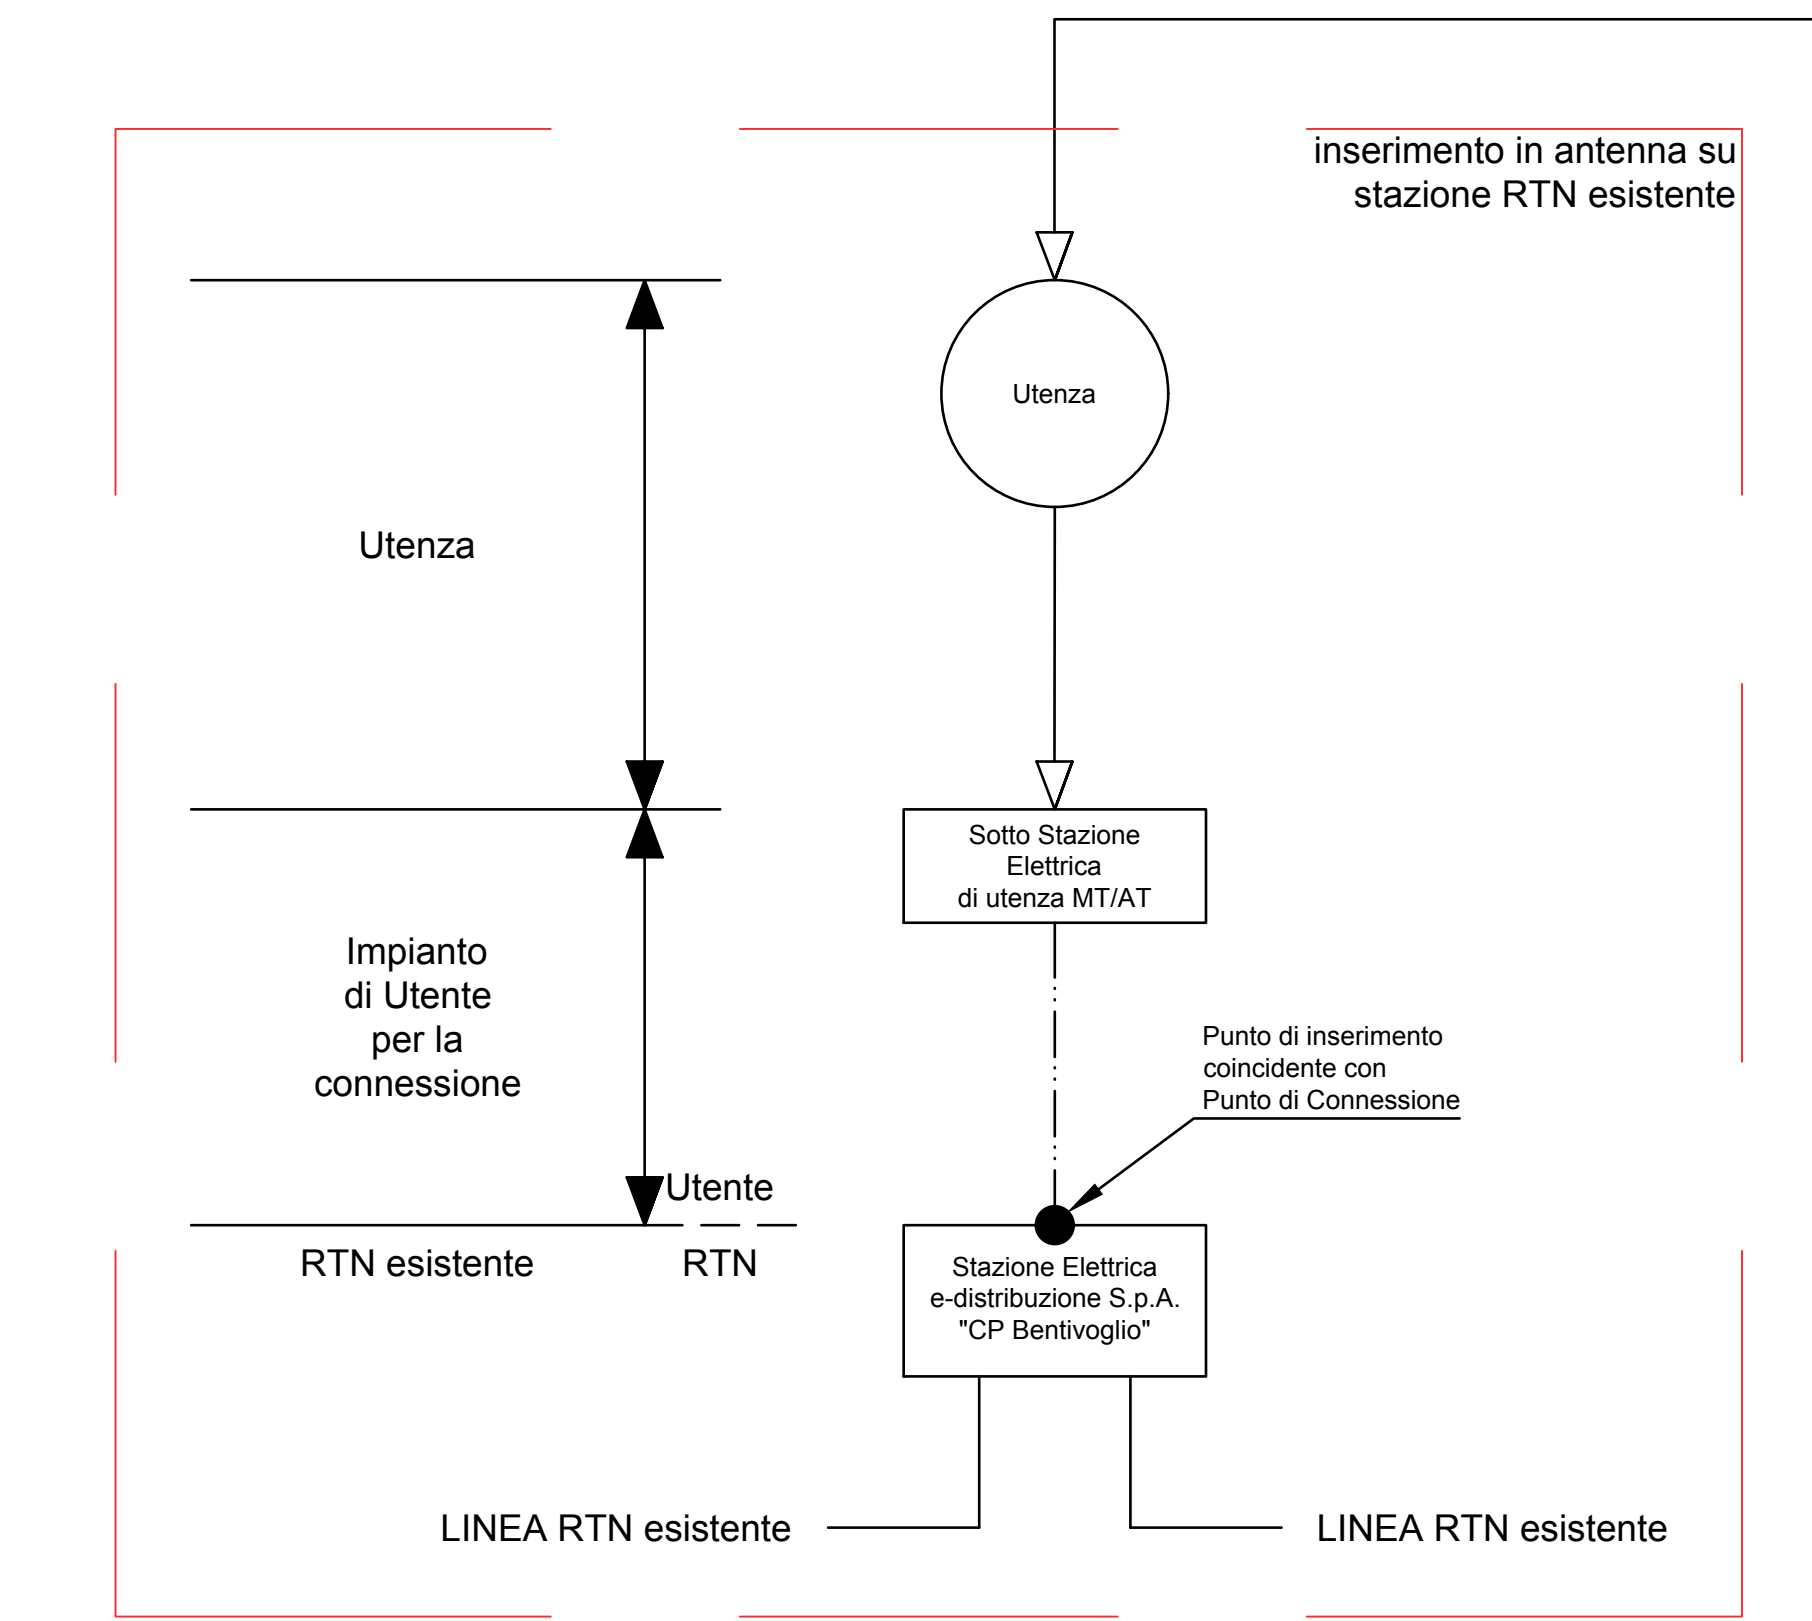 inserimento in antenna su
stazione RTN esistente
Utenza
Utenza
Sotto Stazione
Elettrica
di utenza MT/AT
Impianto
di Utente
per la
connessione
Punto di inserimento
coincidente con
Punto di Connessione
Utente
RTN esistente
RTN
Stazione Elettrica
e-distribuzione S.p.A.
"CP Bentivoglio"
LINEA RTN esistente
LINEA RTN esistente